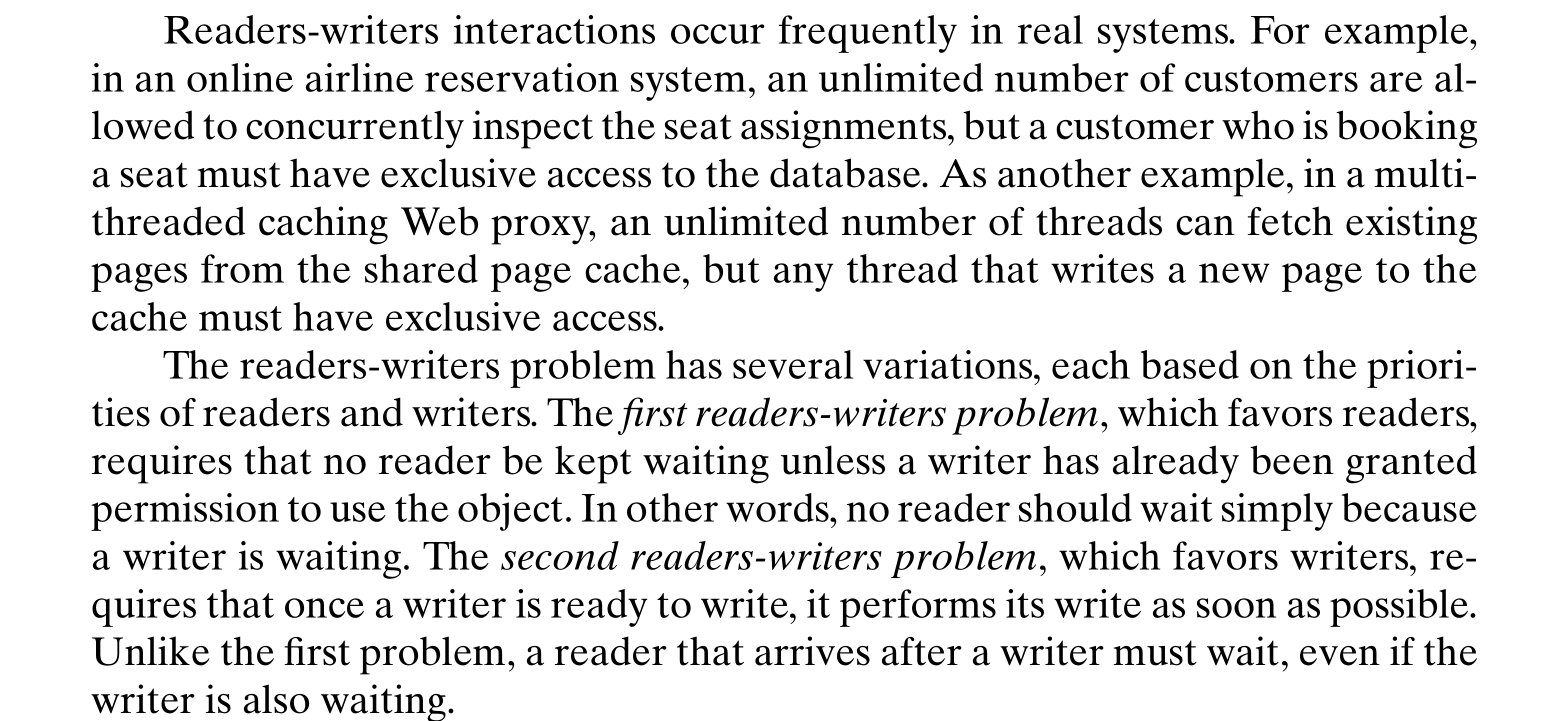 Readers-writers interactions occur frequently in real systems. For example,
in an online airline reservation system, an unlimited number of customers are al-
lowed to concurrently inspect the seat assignments, but a customer who is booking
a seat must have exclusive access to the database. As another example, in a multi-
threaded caching Web proxy, an unlimited number of threads can fetch existing
pages from the shared page cache, but any thread that writes a new page to the
cache must have exclusive access.
The readers-writers problem has several variations, each based on the priori-
ties of readers and writers. The first readers-writers problem, which favors readers,
requires that no reader be kept waiting unless a writer has already been granted
permission to use the object. In other words, no reader should wait simply because
a writer is waiting. The second readers-writers problem, which favors writers, re-
quires that once a writer is ready to write, it performs its write as soon as possible.
Unlike the first problem, a reader that arrives after a writer must wait, even if the
writer is also waiting.